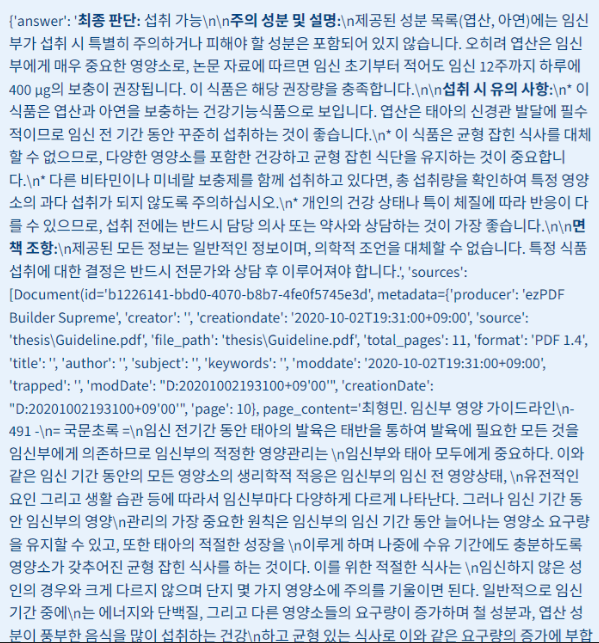 {'answer': '최종 판단: 섭취 가능\n\n주의 성분 및 설명:\n제공된 성분 목록(엽산, 아연)에는 임신
부가 섭취 시 특별히 주의하거나 피해야 할 성분은 포함되어 있지 않습니다. 오히려 엽산은 임신
부에게 매우 중요한 영양소로, 논문 자료에 따르면 임신 초기부터 적어도 임신 12주까지 하루에
400 μg의 보충이 권장됩니다. 이 식품은 해당 권장량을 충족합니다.\n\n섭취 시 유의 사항:\n* 이
식품은 엽산과 아연을 보충하는 건강기능식품으로 보입니다. 엽산은 태아의 신경관 발달에 필수
적이므로 임신 전 기간 동안 꾸준히 섭취하는 것이 좋습니다.\n* 이 식품은 균형 잡힌 식사를 대체
할 수 없으므로, 다양한 영양소를 포함한 건강하고 균형 잡힌 식단을 유지하는 것이 중요합니
다.\n* 다른 비타민이나 미네랄 보충제를 함께 섭취하고 있다면, 총 섭취량을 확인하여 특정 영양
소의 과다 섭취가 되지 않도록 주의하십시오.\n* 개인의 건강 상태나 특이 체질에 따라 반응이 다
를 수 있으므로, 섭취 전에는 반드시 담당 의사 또는 약사와 상담하는 것이 가장 좋습니다.\n\n면
책 조항:\n제공된 모든 정보는 일반적인 정보이며, 의학적 조언을 대체할 수 없습니다. 특정 식품
섭취에 대한 결정은 반드시 전문가와 상담 후 이루어져야 합니다.', 'sources':
[Document(id='b1226141-bbd0-4070-b8b7-4fe0f5745e3d', metadata={'producer': 'ezPDF
Builder Supreme', 'creator': '', 'creationdate': '2020-10-02T19:31:00+09:00', 'source':
'thesis\Guideline.pdf', 'file_path': 'thesis\Guideline.pdf', 'total_pages': 11, 'format': 'PDF 1.4',
'title': '', 'author': '', 'subject': '', 'keywords': '', 'moddate': '2020-10-02T19:31:00+09:00',
'trapped': '', 'modDate': "D:20201002193100+09'00'", 'creationDate':
"D:20201002193100+09'00'", 'page': 10}, page_content='최형민. 임신부 영양 가이드라인\n-
491 -\n= 국문초록 =\n임신 전기간 동안 태아의 발육은 태반을 통하여 발육에 필요한 모든 것을
임신부에게 의존하므로 임신부의 적정한 영양관리는 \n임신부와 태아 모두에게 중요하다. 이와
같은 임신 기간 동안의 모든 영양소의 생리학적 적응은 임신부의 임신 전 영양상태, \n유전적인
요인 그리고 생활 습관 등에 따라서 임신부마다 다양하게 다르게 나타난다. 그러나 임신 기간 동
안 임신부의 영양\n관리의 가장 중요한 원칙은 임신부의 임신 기간 동안 늘어나는 영양소 요구량
을 유지할 수 있고, 또한 태아의 적절한 성장을 \n이루게 하며 나중에 수유 기간에도 충분하도록
영양소가 갖추어진 균형 잡힌 식사를 하는 것이다. 이를 위한 적절한 식사는 \n임신하지 않은 성
인의 경우와 크게 다르지 않으며 단지 몇 가지 영양소에 주의를 기울이면 된다. 일반적으로 임신
기간 중에\n는 에너지와 단백질, 그리고 다른 영양소들의 요구량이 증가하며 철 성분과, 엽산 성
분이 풍부한 음식을 많이 섭취하는 건강\n하고 균형 있는 식사로 이와 같은 요구량의 증가에 부합